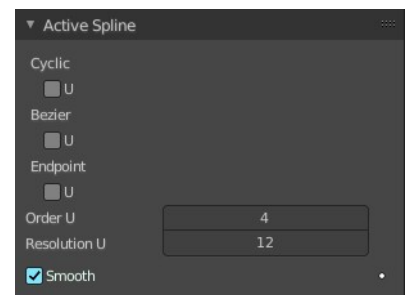 Active Spline
Cyclic
U
Bezier
U
Endpoint
U
Order U 4
Resolution U 12
Smooth